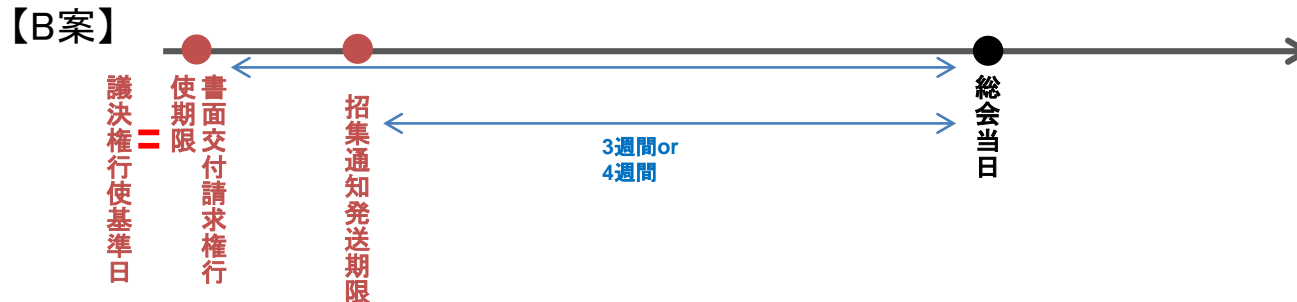 【B案】
議決権行使基準日
=
書面交付請求権行
使期限
招集通知発送期限
3週間or
4週間
総会当日